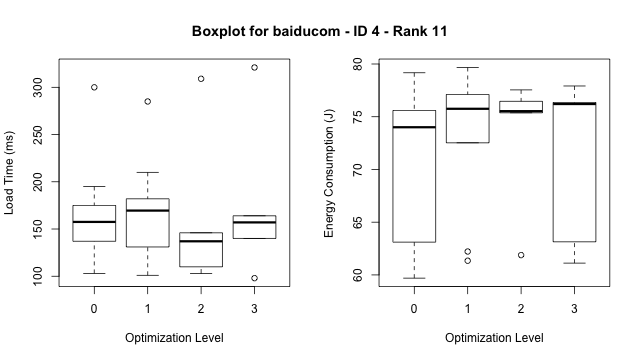 Boxplot for baiducom - ID 4 - Rank 11
Load Time (ms)
300
250
200
150
100
0 1 2 3
Optimization Level
Energy Consumption (J)
80
75
70
65
60
0 1 2 3
Optimization Level